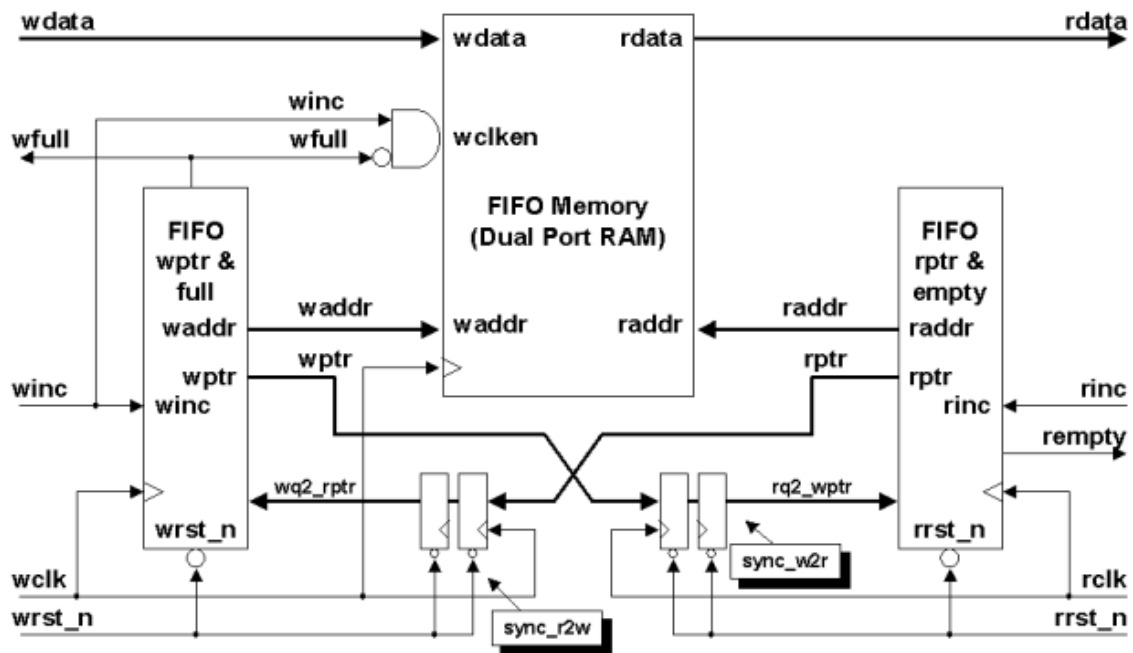 wdata
wdata
rdata
rdata
winc
wclken
wfull
wfull
FIFO Memory
(Dual Port RAM)
FIFO
wptr &
full
FIFO
rptr &
empty
waddr
waddr
waddr
raddr
raddr
raddr
wptr
wptr
rptr
rptr
winc
winc
rinc
rinc
rempty
wq2_rptr
rq2_wptr
wrst_n
rrst_n
sync_w2r
wclk
rclk
wrst_n
sync_r2w
rrst_n